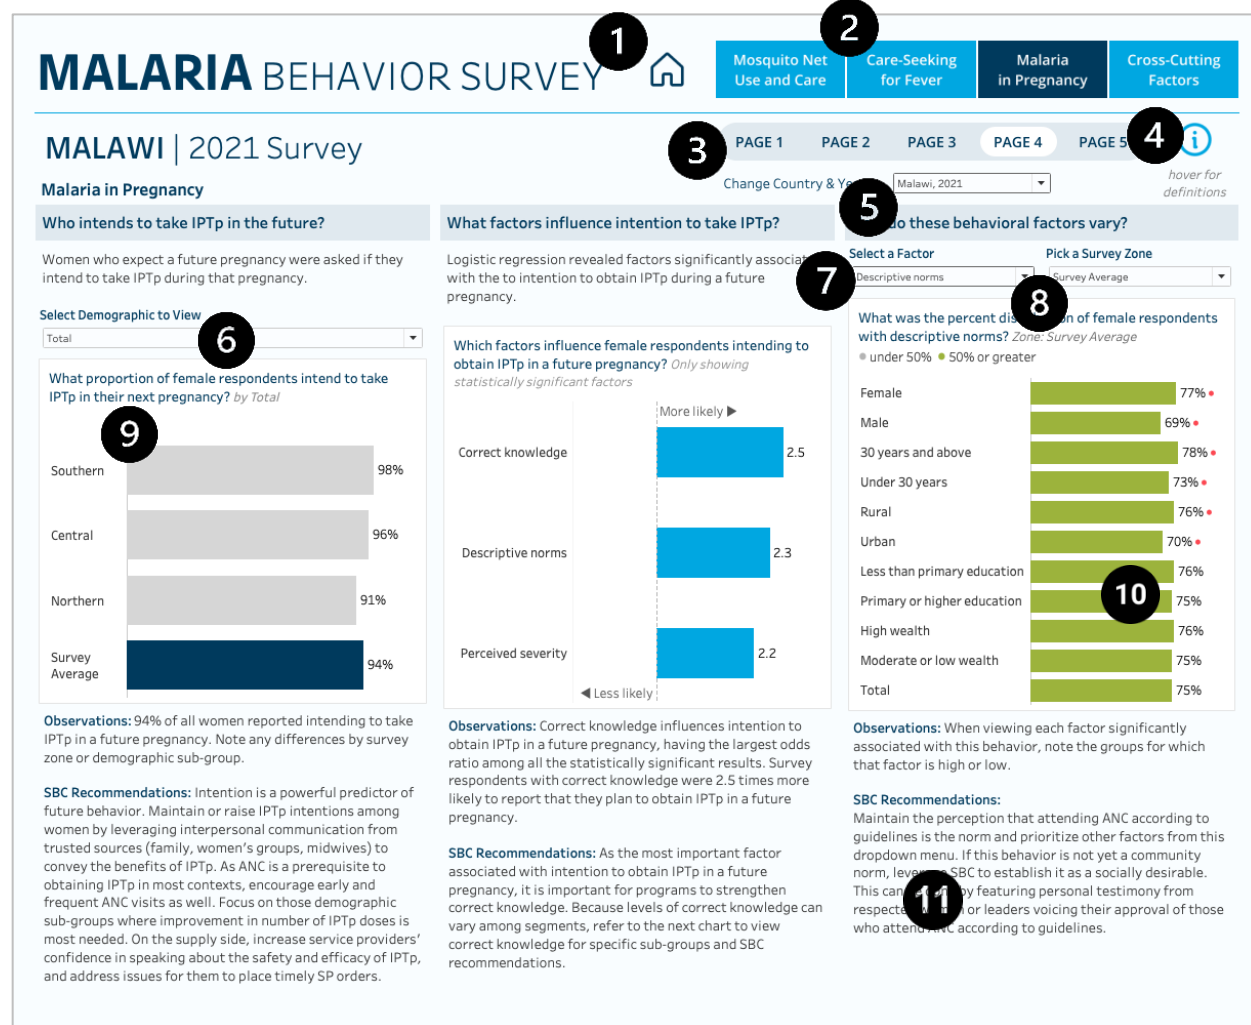 1
2
MALARIA BEHAVIOR SURVEY
Mosquito Net
Use and Care
Care-Seeking
for Fever
Malaria
in Pregnancy
Cross-Cutting
Factors
MALAWI | 2021 Survey
3
PAGE 1
PAGE 2
PAGE 3
PAGE 4
PAGE 5
4
i
hover for
definitions
Change Country &
Malawi, 2021
5
Malaria in Pregnancy
Who intends to take IPTp in the future?
Women who expect a future pregnancy were asked if they
intend to take IPTp during that pregnancy.
Select Demographic to View
Total
6
What proportion of female respondents intend to take
IPTp in their next pregnancy? by Total
9
Southern
98%
Central
96%
Northern
91%
Survey
Average
94%
Observations: 94% of all women reported intending to take
IPTp in a future pregnancy. Note any differences by survey
zone or demographic sub-group.
SBC Recommendations: Intention is a powerful predictor of
future behavior. Maintain or raise IPTp intentions among
women by leveraging interpersonal communication from
trusted sources (family, women's groups, midwives) to
convey the benefits of IPTp. As ANC is a prerequisite to
obtaining IPTp in most contexts, encourage early and
frequent ANC visits as well. Focus on those demographic
sub-groups where improvement in number of IPTp doses is
most needed. On the supply side, increase service providers'
confidence in speaking about the safety and efficacy of IPTp,
and address issues for them to place timely SP orders.
What factors influence intention to take IPTp?
Logistic regression revealed factors significantly
with the to intention to obtain IPTp during a future
pregnancy.
Which factors influence female respondents intending to
obtain IPTp in a future pregnancy? Only showing
statistically significant factors
More likely ▶
Correct knowledge
2.5
Descriptive norms
2.3
Perceived severity
2.2
◀ Less likely
Observations: Correct knowledge influences intention to
obtain IPTp in a future pregnancy, having the largest odds
ratio among all the statistically significant results. Survey
respondents with correct knowledge were 2.5 times more
likely to report that they plan to obtain IPTp in a future
pregnancy.
SBC Recommendations: As the most important factor
associated with intention to obtain IPTp in a future
pregnancy, it is important for programs to strengthen
correct knowledge. Because levels of correct knowledge can
vary among segments, refer to the next chart to view
correct knowledge for specific sub-groups and SBC
recommendations.
do these behavioral factors vary?
7
Select a Factor
Descriptive norms
Pick a Survey Zone
Survey Average
8
What was the percent of female respondents
with descriptive norms? Zone: Survey Average
● under 50% ● 50% or greater
Female
77%
Male
69%
30 years and above
78%
Under 30 years
73%
Rural
76%
Urban
70%
Less than primary education
76%
Primary or higher education
75%
10
High wealth
76%
Moderate or low wealth
75%
Total
75%
Observations: When viewing each factor significantly
associated with this behavior, note the groups for which
that factor is high or low.
SBC Recommendations:
Maintain the perception that attending ANC according to
guidelines is the norm and prioritize other factors from this
dropdown menu. If this behavior is not yet a community
norm, SBC to establish it as a socially desirable.
This can by featuring personal testimony from
or leaders voicing their approval of those
who attend ANC according to guidelines.
11